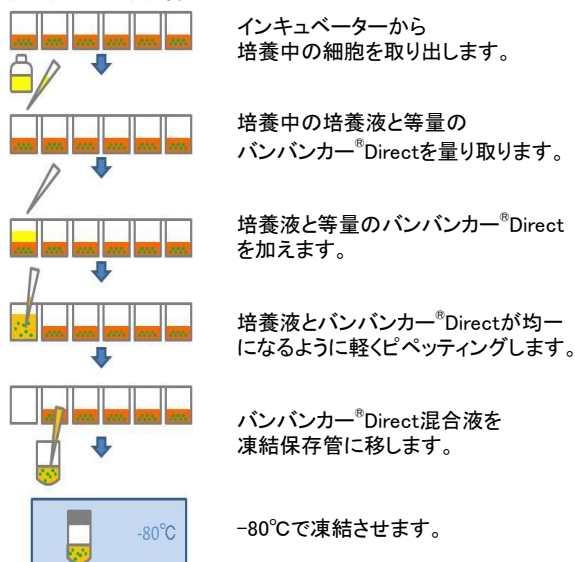 インキュベーターから
培養中の細胞を取り出します。
培養中の培養液と等量の
バンバンカー®Directを量り取ります。
培養液と等量のバンバンカー®Direct
を加えます。
培養液とバンバンカー®Directが均一
になるように軽くピペッティングします。
バンバンカー®Direct混合液を
凍結保存管に移します。
-80℃
-80℃で凍結させます。